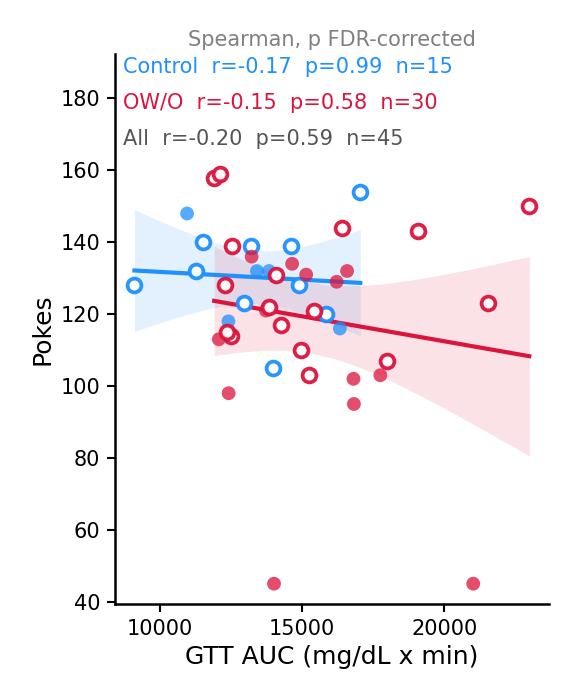 Spearman, p FDR-corrected
Control r=-0.17 p=0.99 n=15
OW/O r=-0.15 p=0.58 n=30
All r=-0.20 p=0.59 n=45
180
160
140
120
100
80
60
40
Pokes
10000 15000 20000
GTT AUC (mg/dL x min)